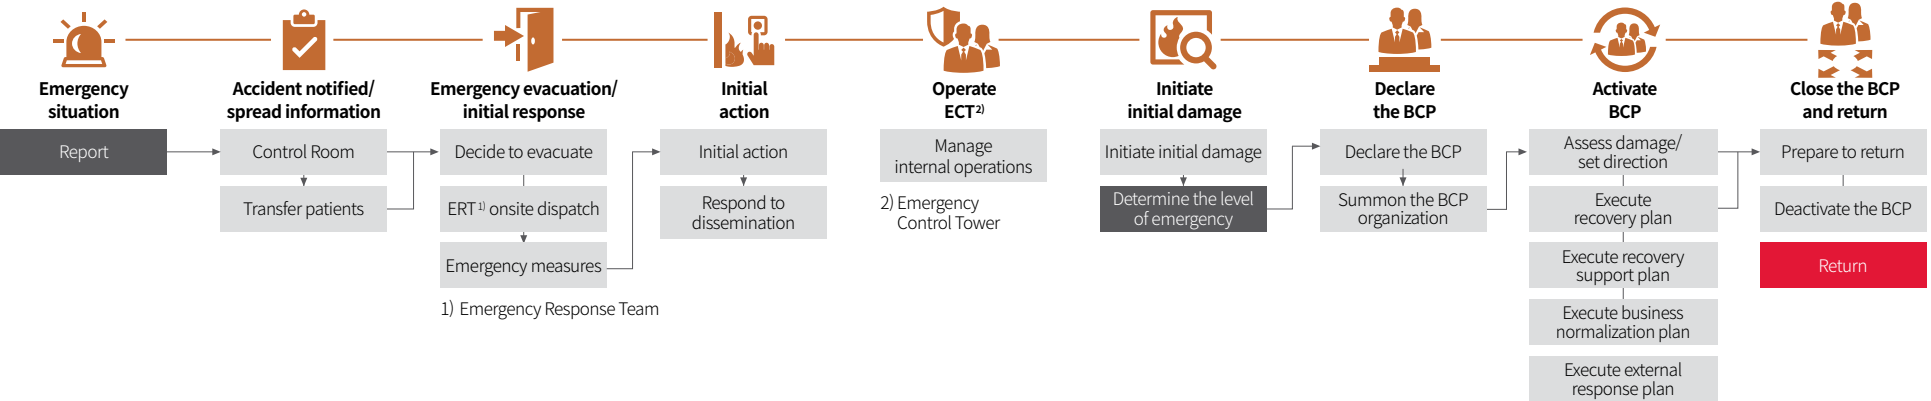 Emergency
situation
Report
Accident notified/
spread information
Control Room
Transfer patients
Emergency evacuation/
initial response
Decide to evacuate
ERT 1) onsite dispatch
Emergency measures
1) Emergency Response Team
Initial
action
Initial action
Respond to
dissemination
Operate
ECT2)
Manage
internal operations
2) Emergency
Control Tower
Initiate
initial damage
Initiate initial damage
Determine the level
of emergency
Declare
the BCP
Declare the BCP
Summon the BCP
organization
Activate
BCP
Assess damage/
set direction
Execute
recovery plan
Execute recovery
support plan
Execute business
normalization plan
Execute external
response plan
Close the BCP
and return
Prepare to return
Deactivate the BCP
Return